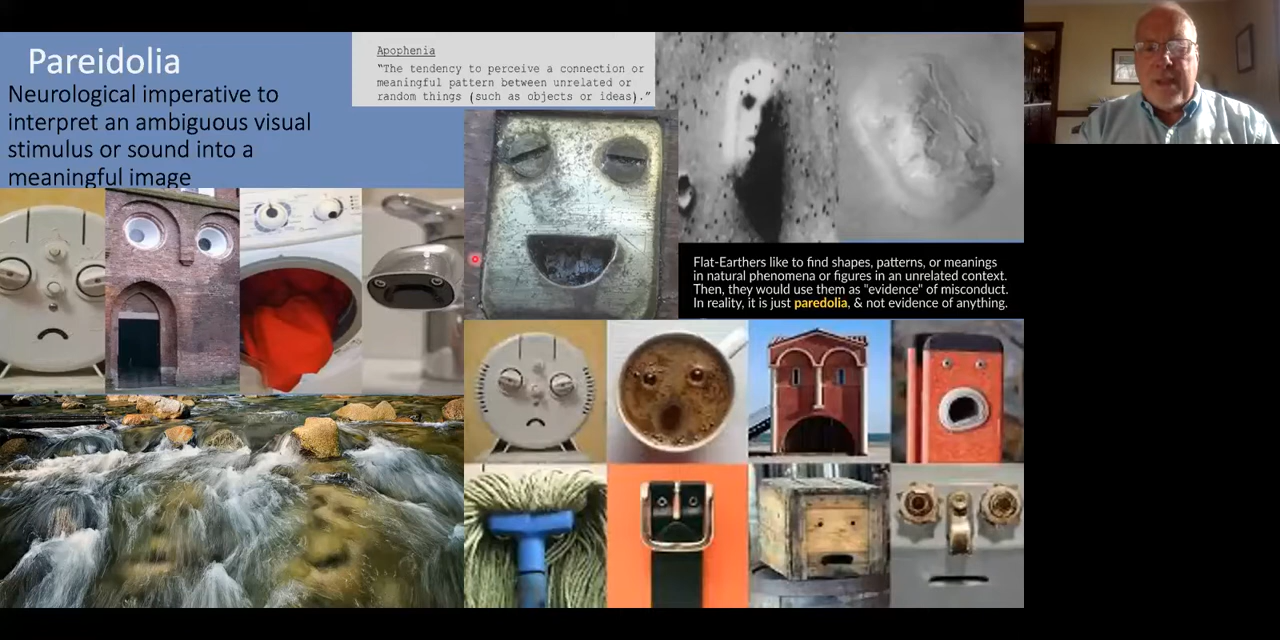 Pareidolia
Neurological imperative to
interpret an ambiguous visual
stimulus or sound into a
meaningful image
Apophenia
"The tendency to perceive a connection or
meaningful pattern between unrelated or
random things (such as objects or ideas)."
Flat-Earthers like to find shapes, patterns, or meanings
in natural phenomena or figures in an unrelated context.
Then, they would use them as "evidence" of misconduct.
In reality, it is just paredolia, & not evidence of anything.